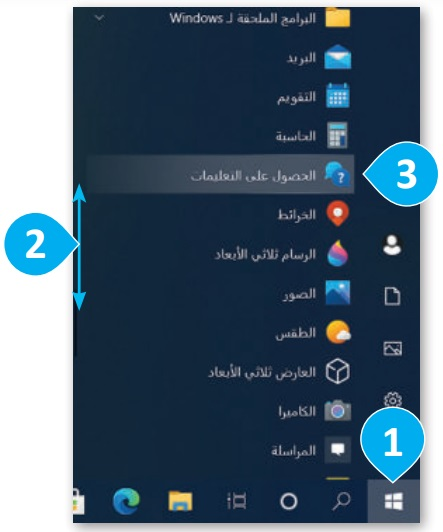 البرامج الملحقة لـ Windows
البريد
التقويم
الحاسبة
الحصول على التعليمات
3
الخرائط
2
الرسام ثلاثي الأبعاد
الصور
الطقس
العارض ثلاثي الأبعاد
الكاميرا
1
المراسلة